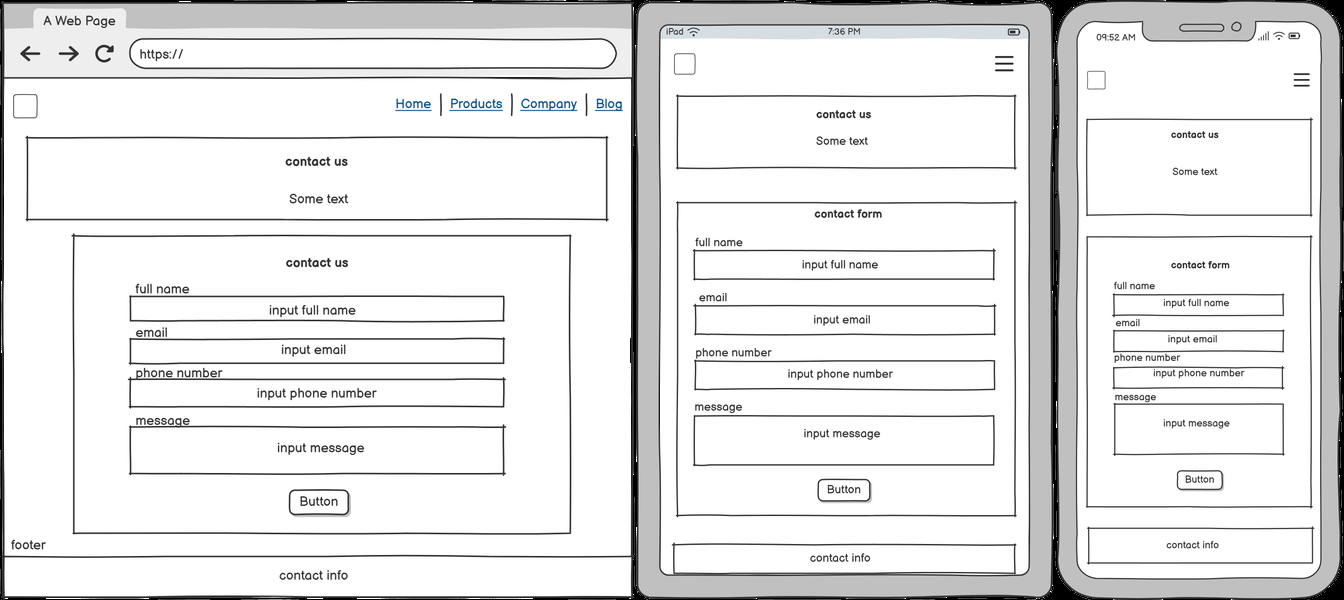 A Web Page
https://
Home Products Company Blog
contact us
Some text
contact us
full name
input full name
email
input email
phone number
input phone number
message
input message
Button
footer
contact info
iPad 7:36 PM
contact us
Some text
contact form
full name
input full name
email
input email
phone number
input phone number
message
input message
Button
contact info
09:52 AM
contact us
Some text
contact form
full name
input full name
email
input email
phone number
input phone number
message
input message
Button
contact info